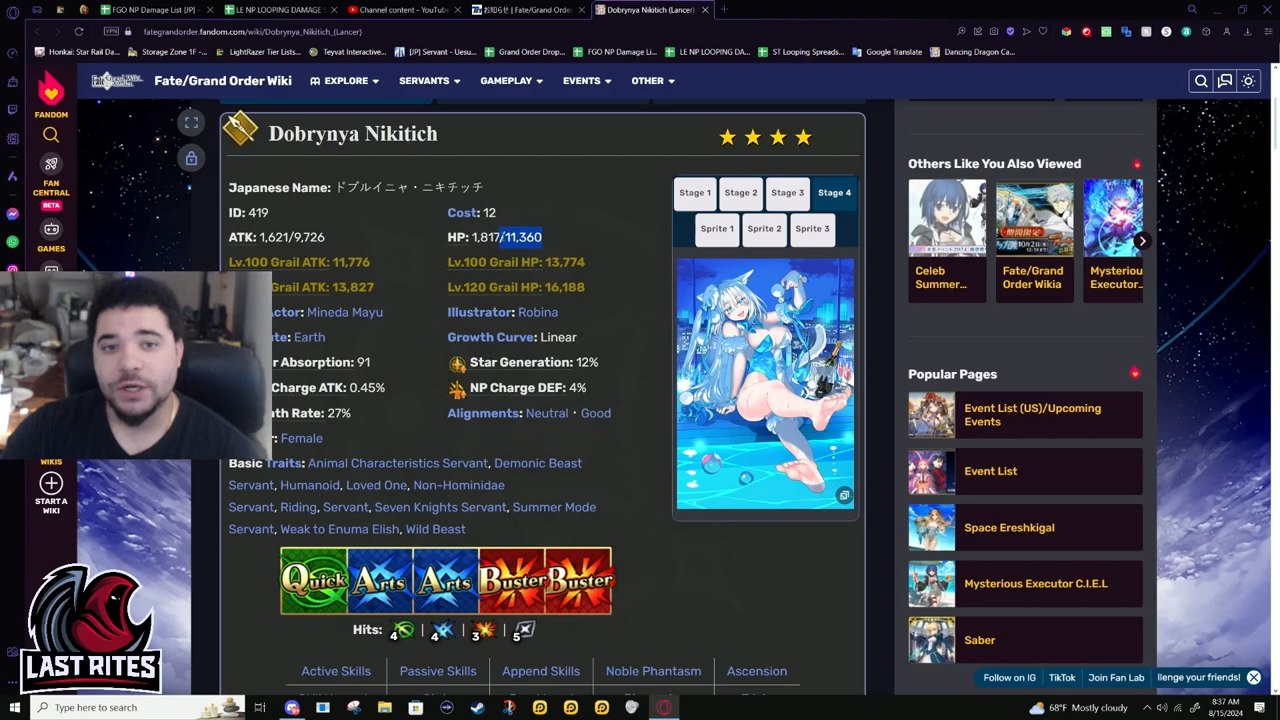 FGO NP Damage List [JP] -
LE NP LOOPING DAMAGE
Channel content - YouTube
お知らせ | Fate/Grand Order
Dobrynya Nikitich (Lancer)
VPN
fategrandorder.fandom.com/wiki/Dobrynya_Nikitich_(Lancer)
Honkai: Star Rail Da...
Storage Zone 1F -...
LightRazer Tier Lists...
Teyvat Interactive...
[JP] Servant - Uesu...
Grand Order Drop...
FGO NP Damage Li...
LE NP LOOPING DA...
ST Looping Spreads...
Google Translate
Dancing Dragon Ca...
FANDOM
Fate/Grand Order Wiki
EXPLORE
SERVANTS
GAMEPLAY
EVENTS
OTHER
FAN
CENTRAL
BETA
GAMES
WIKIS
START A
WIKI
Dobrynya Nikitich
Japanese Name: ドブルイニャ・ニキチッチ
ID: 419
Cost: 12
ATK: 1,621/9,726
HP: 1,817/11,360
Lv.100 Grail ATK: 11,776
Lv.100 Grail HP: 13,774
Grail ATK: 13,827
Lv.120 Grail HP: 16,188
Actor: Mineda Mayu
Illustrator: Robina
Earth
Growth Curve: Linear
Absorption: 91
Star Generation: 12%
Charge ATK: 0.45%
NP Charge DEF: 4%
Rate: 27%
Alignments: Neutral・Good
Female
Basic Traits: Animal Characteristics Servant, Demonic Beast
Servant, Humanoid, Loved One, Non-Hominidae
Servant, Riding, Servant, Seven Knights Servant, Summer Mode
Servant, Weak to Enuma Elish, Wild Beast
Quick
Arts
Arts
Buster
Buster
Hits: 4 | 4 | 3 | 5
Active Skills
Passive Skills
Append Skills
Noble Phantasm
Ascension
Stage 1
Stage 2
Stage 3
Stage 4
Sprite 1
Sprite 2
Sprite 3
Others Like You Also Viewed
Celeb
Summer...
Fate/Grand
Order Wikia
Mysterious
Executor...
Popular Pages
Event List (US)/Upcoming
Events
Event List
Space Ereshkigal
Mysterious Executor C.I.E.L
Saber
Follow on IG
TikTok
Join Fan Lab
llenge your friends!
LAST RITES
Type here to search
68°F Mostly cloudy
8:37 AM
8/15/2024